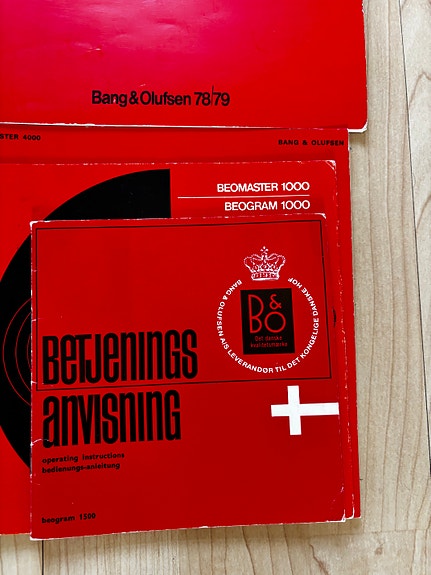 Bang & Olufsen 78/79
STER 4000
BANG & OLUFSEN
BEOMASTER 1000
BEOGRAM 1000
BANG & OLUFSEN A/S LEVERANDØR TIL DET KONGELIGE DANSKE HOF
B&O
Det danske
kvalitetsmærke
BETJENINGS
ANVISNING
operating instructions
bedienungs-anleitung
beogram 1500